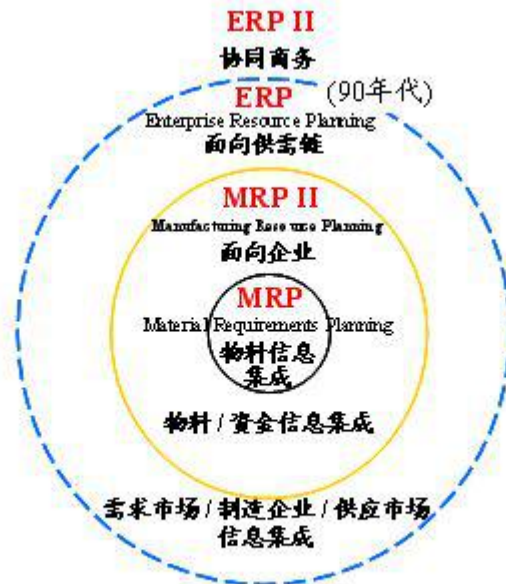 ERP II
协同商务
ERP (90年代)
Enterprise Resource Planning
面向供需链
MRP II
Manufacturing Resource Planning
面向企业
MRP
Material Requirements Planning
物料信息
集成
物料 / 資金信息集成
需求市场 / 制造企业 / 供应市场
信息集成